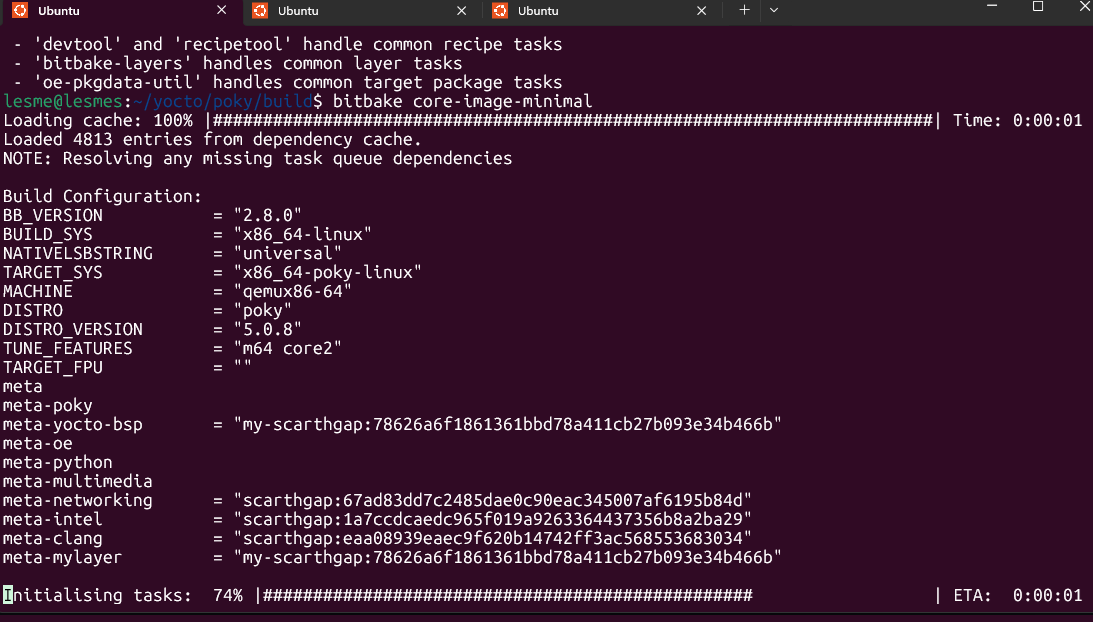 Ubuntu Ubuntu Ubuntu
- 'devtool' and 'recipetool' handle common recipe tasks
- 'bitbake-layers' handles common layer tasks
- 'oe-pkgdata-util' handles common target package tasks
lesme@lesmes:~/yocto/poky/build$ bitbake core-image-minimal
Loading cache: 100% |########################################################################| Time: 0:00:01
Loaded 4813 entries from dependency cache.
NOTE: Resolving any missing task queue dependencies
Build Configuration:
BB_VERSION = "2.8.0"
BUILD_SYS = "x86_64-linux"
NATIVELSBSTRING = "universal"
TARGET_SYS = "x86_64-poky-linux"
MACHINE = "qemux86-64"
DISTRO = "poky"
DISTRO_VERSION = "5.0.8"
TUNE_FEATURES = "m64 core2"
TARGET_FPU = ""
meta
meta-poky
meta-yocto-bsp = "my-scarthgap:78626a6f1861361bbd78a411cb27b093e34b466b"
meta-oe
meta-python
meta-multimedia
meta-networking = "scarthgap:67ad83dd7c2485dae0c90eac345007af6195b84d"
meta-intel = "scarthgap:1a7ccdcaedc965f019a9263364437356b8a2ba29"
meta-clang = "scarthgap:eaa08939eaec9f620b14742ff3ac568553683034"
meta-mylayer = "my-scarthgap:78626a6f1861361bbd78a411cb27b093e34b466b"
Initialising tasks: 74% |################################################# | ETA: 0:00:01